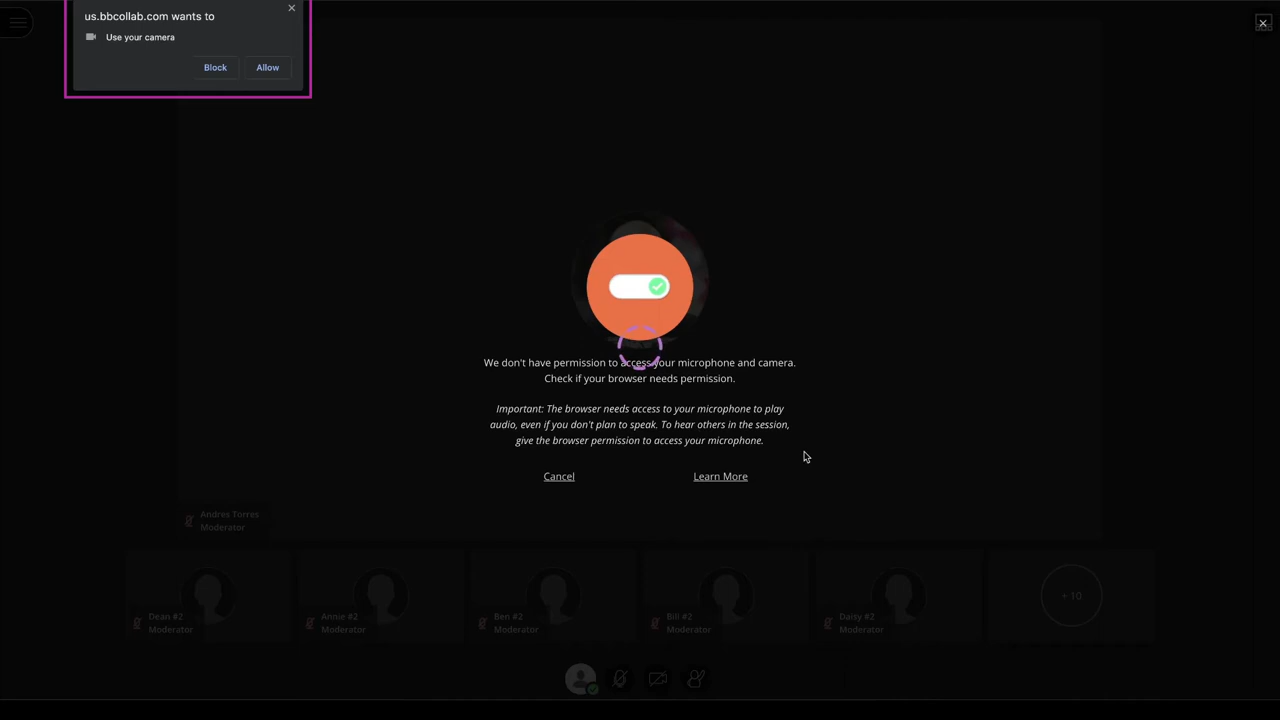 us.bbcollab.com wants to
Use your camera
Block
Allow
We don't have permission to access your microphone and camera.
Check if your browser needs permission.
Important: The browser needs access to your microphone to play
audio, even if you don't plan to speak. To hear others in the session,
give the browser permission to access your microphone.
Cancel
Learn More
Andres Torres
Moderator
Dean #2
Moderator
Annie #2
Moderator
Ben #2
Moderator
Bill #2
Moderator
Daity #2
Moderator
+10